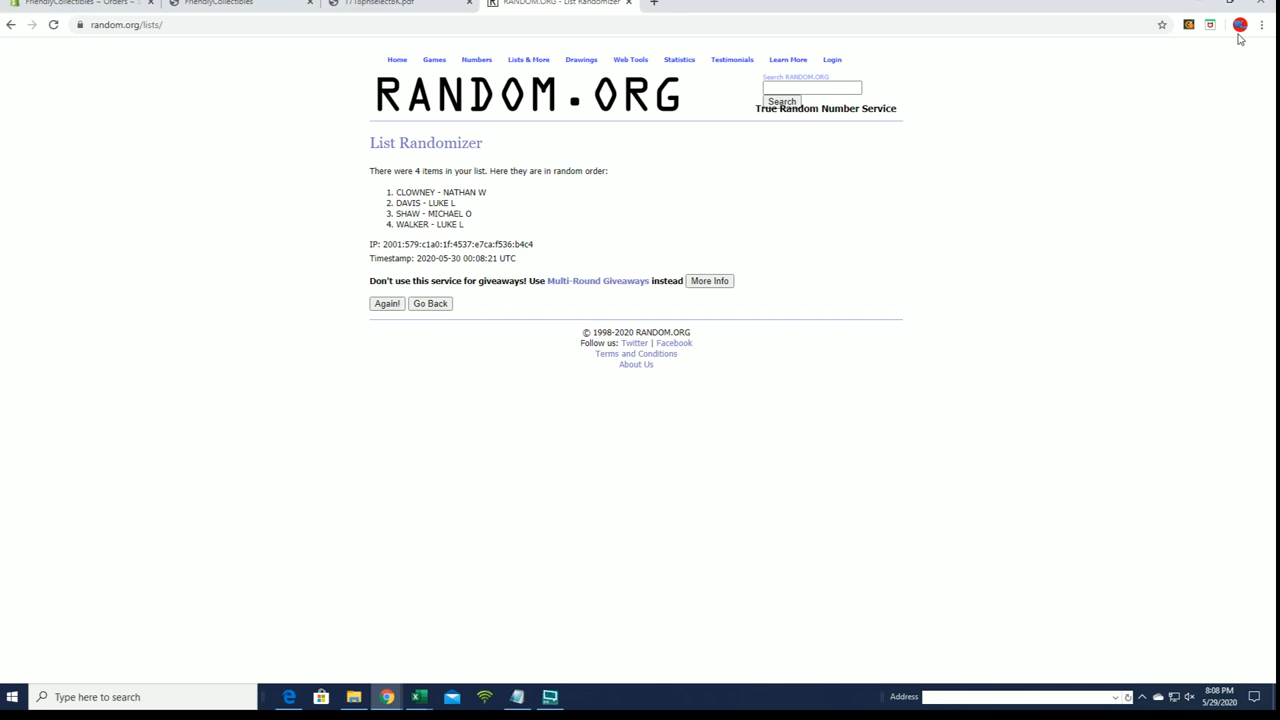 FriendlyCollectibles – Orders –
FriendlyCollectibles
1718pnselectBK.pdf
RANDOM.ORG - List Randomizer
random.org/lists/
Home Games Numbers Lists & More Drawings Web Tools Statistics Testimonials Learn More Login
RANDOM.ORG
Search RANDOM.ORG
Search
True Random Number Service
List Randomizer
There were 4 items in your list. Here they are in random order:
1. CLOWNEY - NATHAN W
2. DAVIS - LUKE L
3. SHAW - MICHAEL O
4. WALKER - LUKE L
IP: 2001:579:c1a0:1f:4537:e7ca:f536:b4c4
Timestamp: 2020-05-30 00:08:21 UTC
Don't use this service for giveaways! Use Multi-Round Giveaways instead More Info
Again! Go Back
© 1998-2020 RANDOM.ORG
Follow us: Twitter | Facebook
Terms and Conditions
About Us
Type here to search
Address
8:08 PM
5/29/2020